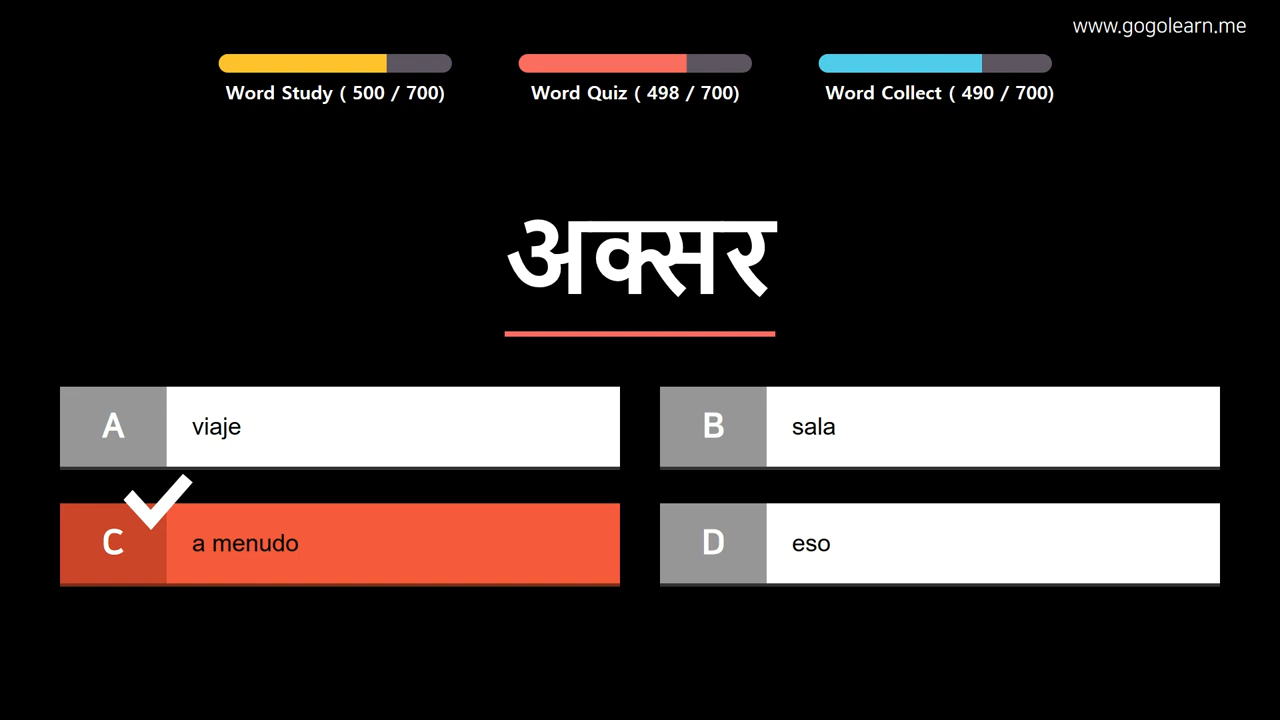 www.gogolearn.me
Word Study ( 500 / 700)
Word Quiz ( 498 / 700)
Word Collect ( 490 / 700)
अक्सर
A viaje
B sala
C a menudo
D eso